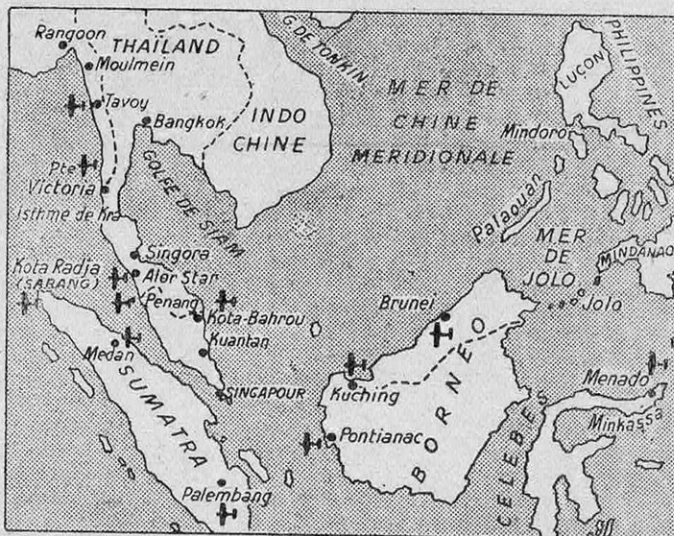 Rangoon
THAILAND
G. DE TONKIN
Moulmein
Tavoy
Bangkok
INDO
CHINE
MER DE
CHINE
MERIDIONALE
LUÇON
PHILIPPINES
Mindoro
Pte
Victoria
GOLFE DE SIAM
Isthme de Kra
Palaouan
MER
DE
JOLO
MINDANAO
Singora
Kota Radja
(SABANG)
Alor Star
Penang
Kota-Bahrou
Kuantan
Brunei
Jolo
Medan
SUMATRA
SINGAPOUR
Kuching
BORNEO
Menado
Minkassa
Pontianac
CELEBES
Palembang